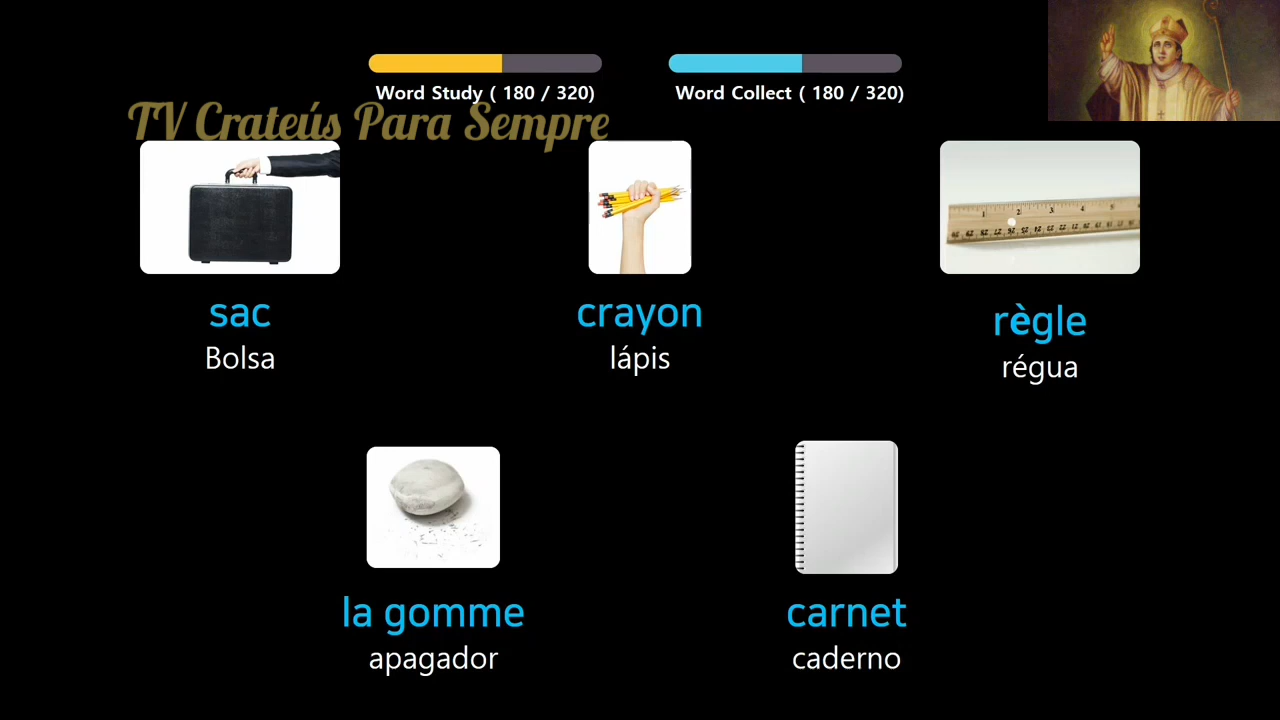 Word Study ( 180 / 320)
Word Collect ( 180 / 320)
TV Crateús Para Sempre
sac
Bolsa
crayon
lápis
règle
régua
la gomme
apagador
carnet
caderno